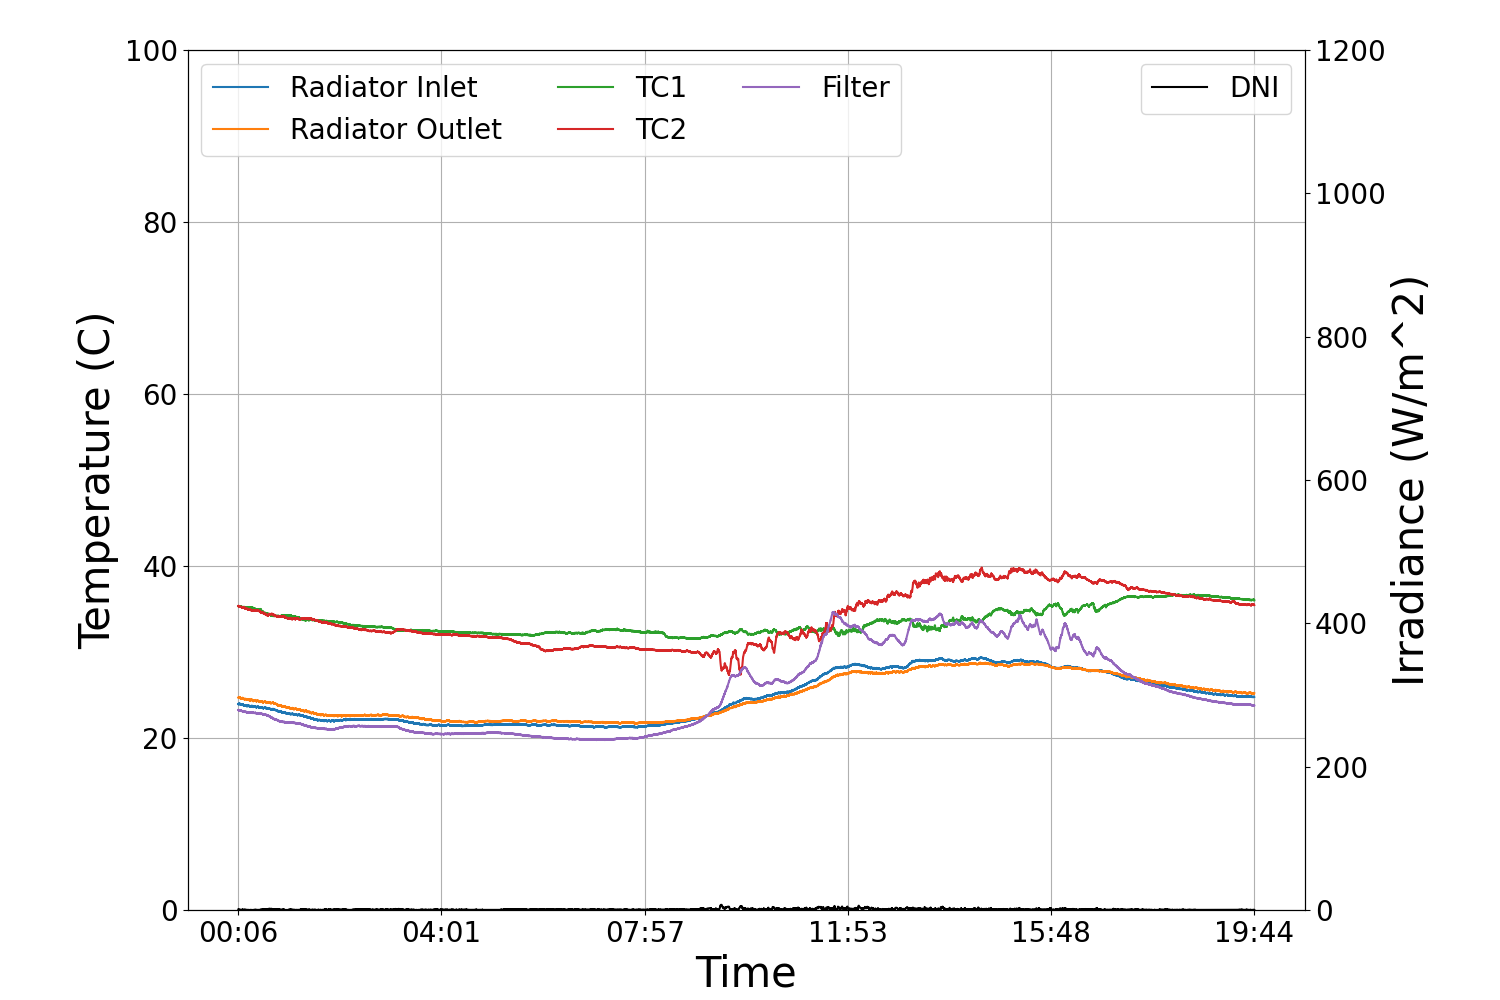 Radiator Inlet TC1 Filter
Radiator Outlet TC2
DNI
100
80
60
40
20
0
Temperature (C)
1200
1000
800
600
400
200
0
Irradiance (W/m^2)
00:06 04:01 07:57 11:53 15:48 19:44
Time